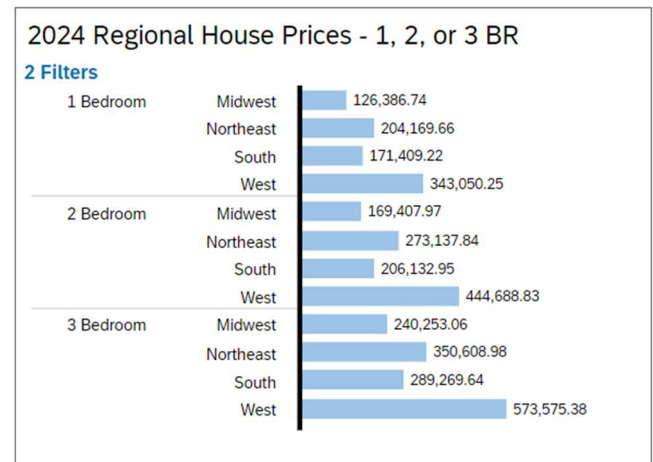 2024 Regional House Prices - 1, 2, or 3 BR
2 Filters
1 Bedroom Midwest 126,386.74
Northeast 204,169.66
South 171,409.22
West 343,050.25
2 Bedroom Midwest 169,407.97
Northeast 273,137.84
South 206,132.95
West 444,688.83
3 Bedroom Midwest 240,253.06
Northeast 350,608.98
South 289,269.64
West 573,575.38